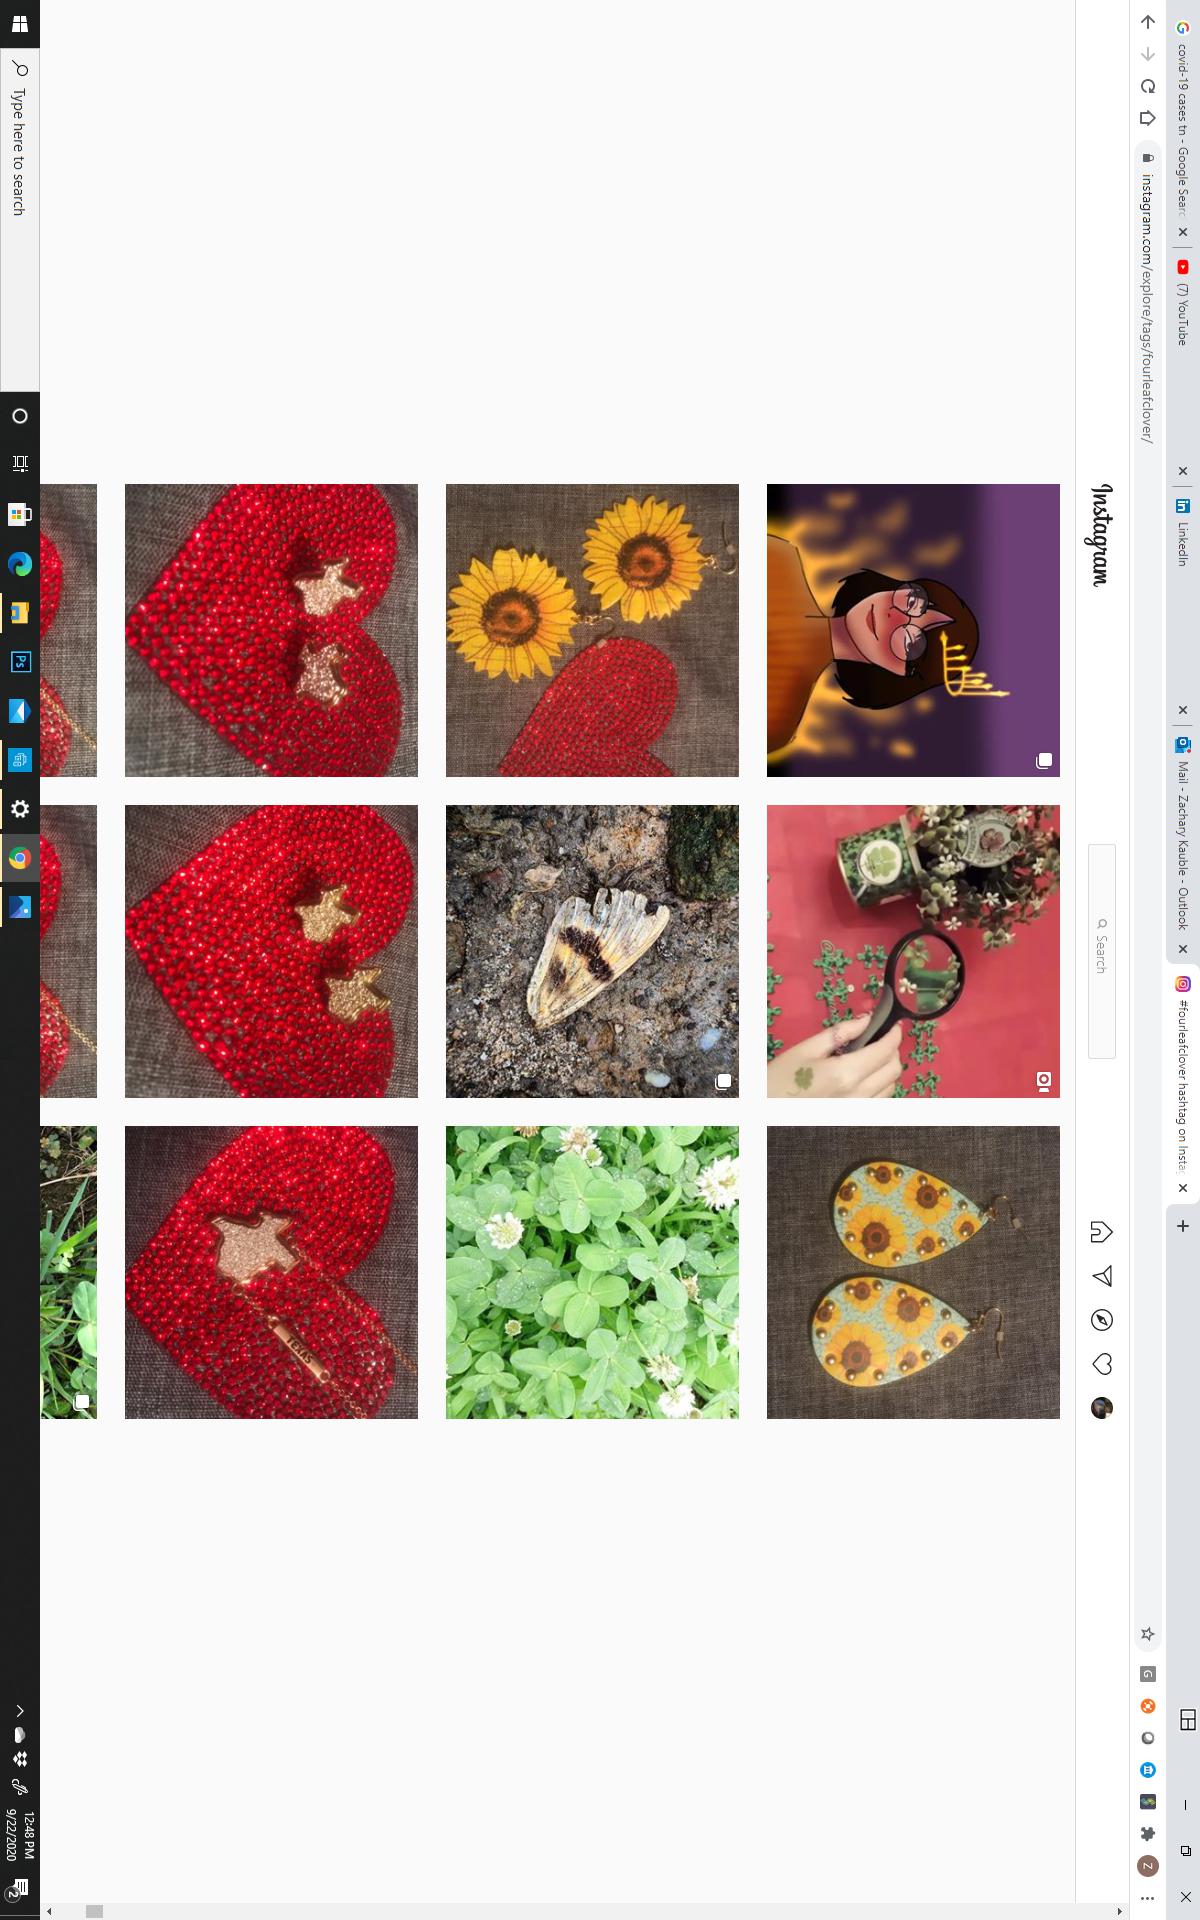 covid-19 cases tn - Google Searc
(7) YouTube
LinkedIn
Mail - Zachary Kauble - Outlook
#fourleafclover hashtag on Insta
instagram.com/explore/tags/fourleafclover/
G
Z
Instagram
Search
TEXAS
Type here to search
Ps
12:48 PM
9/22/2020
2